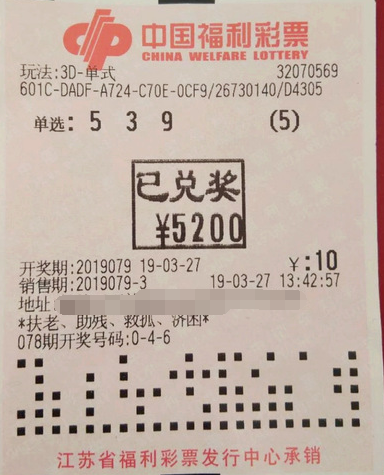 中国福利彩票
CHINA WELFARE LOTTERY
玩法:3D-单式 32070569
601C-DADF-A724-C70E-0CF9/26730140/D4305
单选: 5 3 9 (5)
已兑奖
¥5200
开奖期:2019079 19-03-27 ¥:10
销售期:2019079-3 19-03-27 13:42:57
地址:
*扶老、助残、救孤、济困*
078期开奖号码:0-4-6
江苏省福利彩票发行中心承销